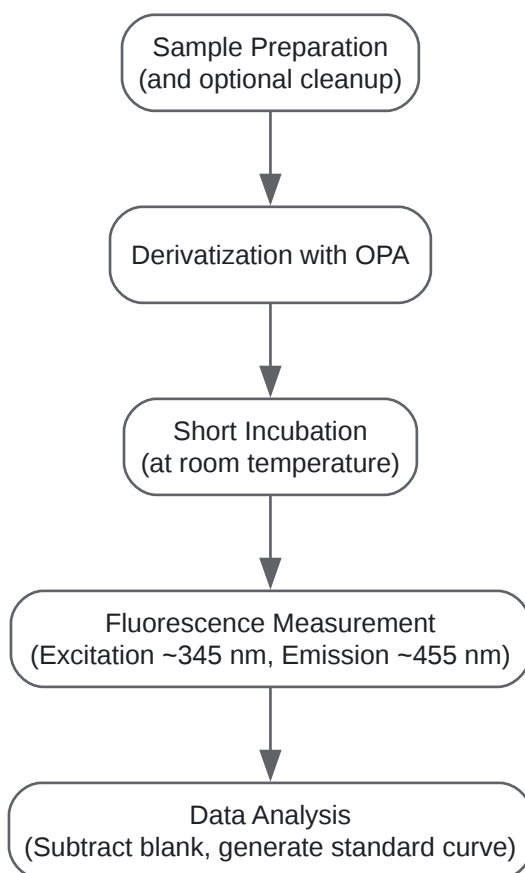 Sample Preparation
(and optional cleanup)
Derivatization with OPA
Short Incubation
(at room temperature)
Fluorescence Measurement
(Excitation ~345 nm, Emission ~455 nm)
Data Analysis
(Subtract blank, generate standard curve)